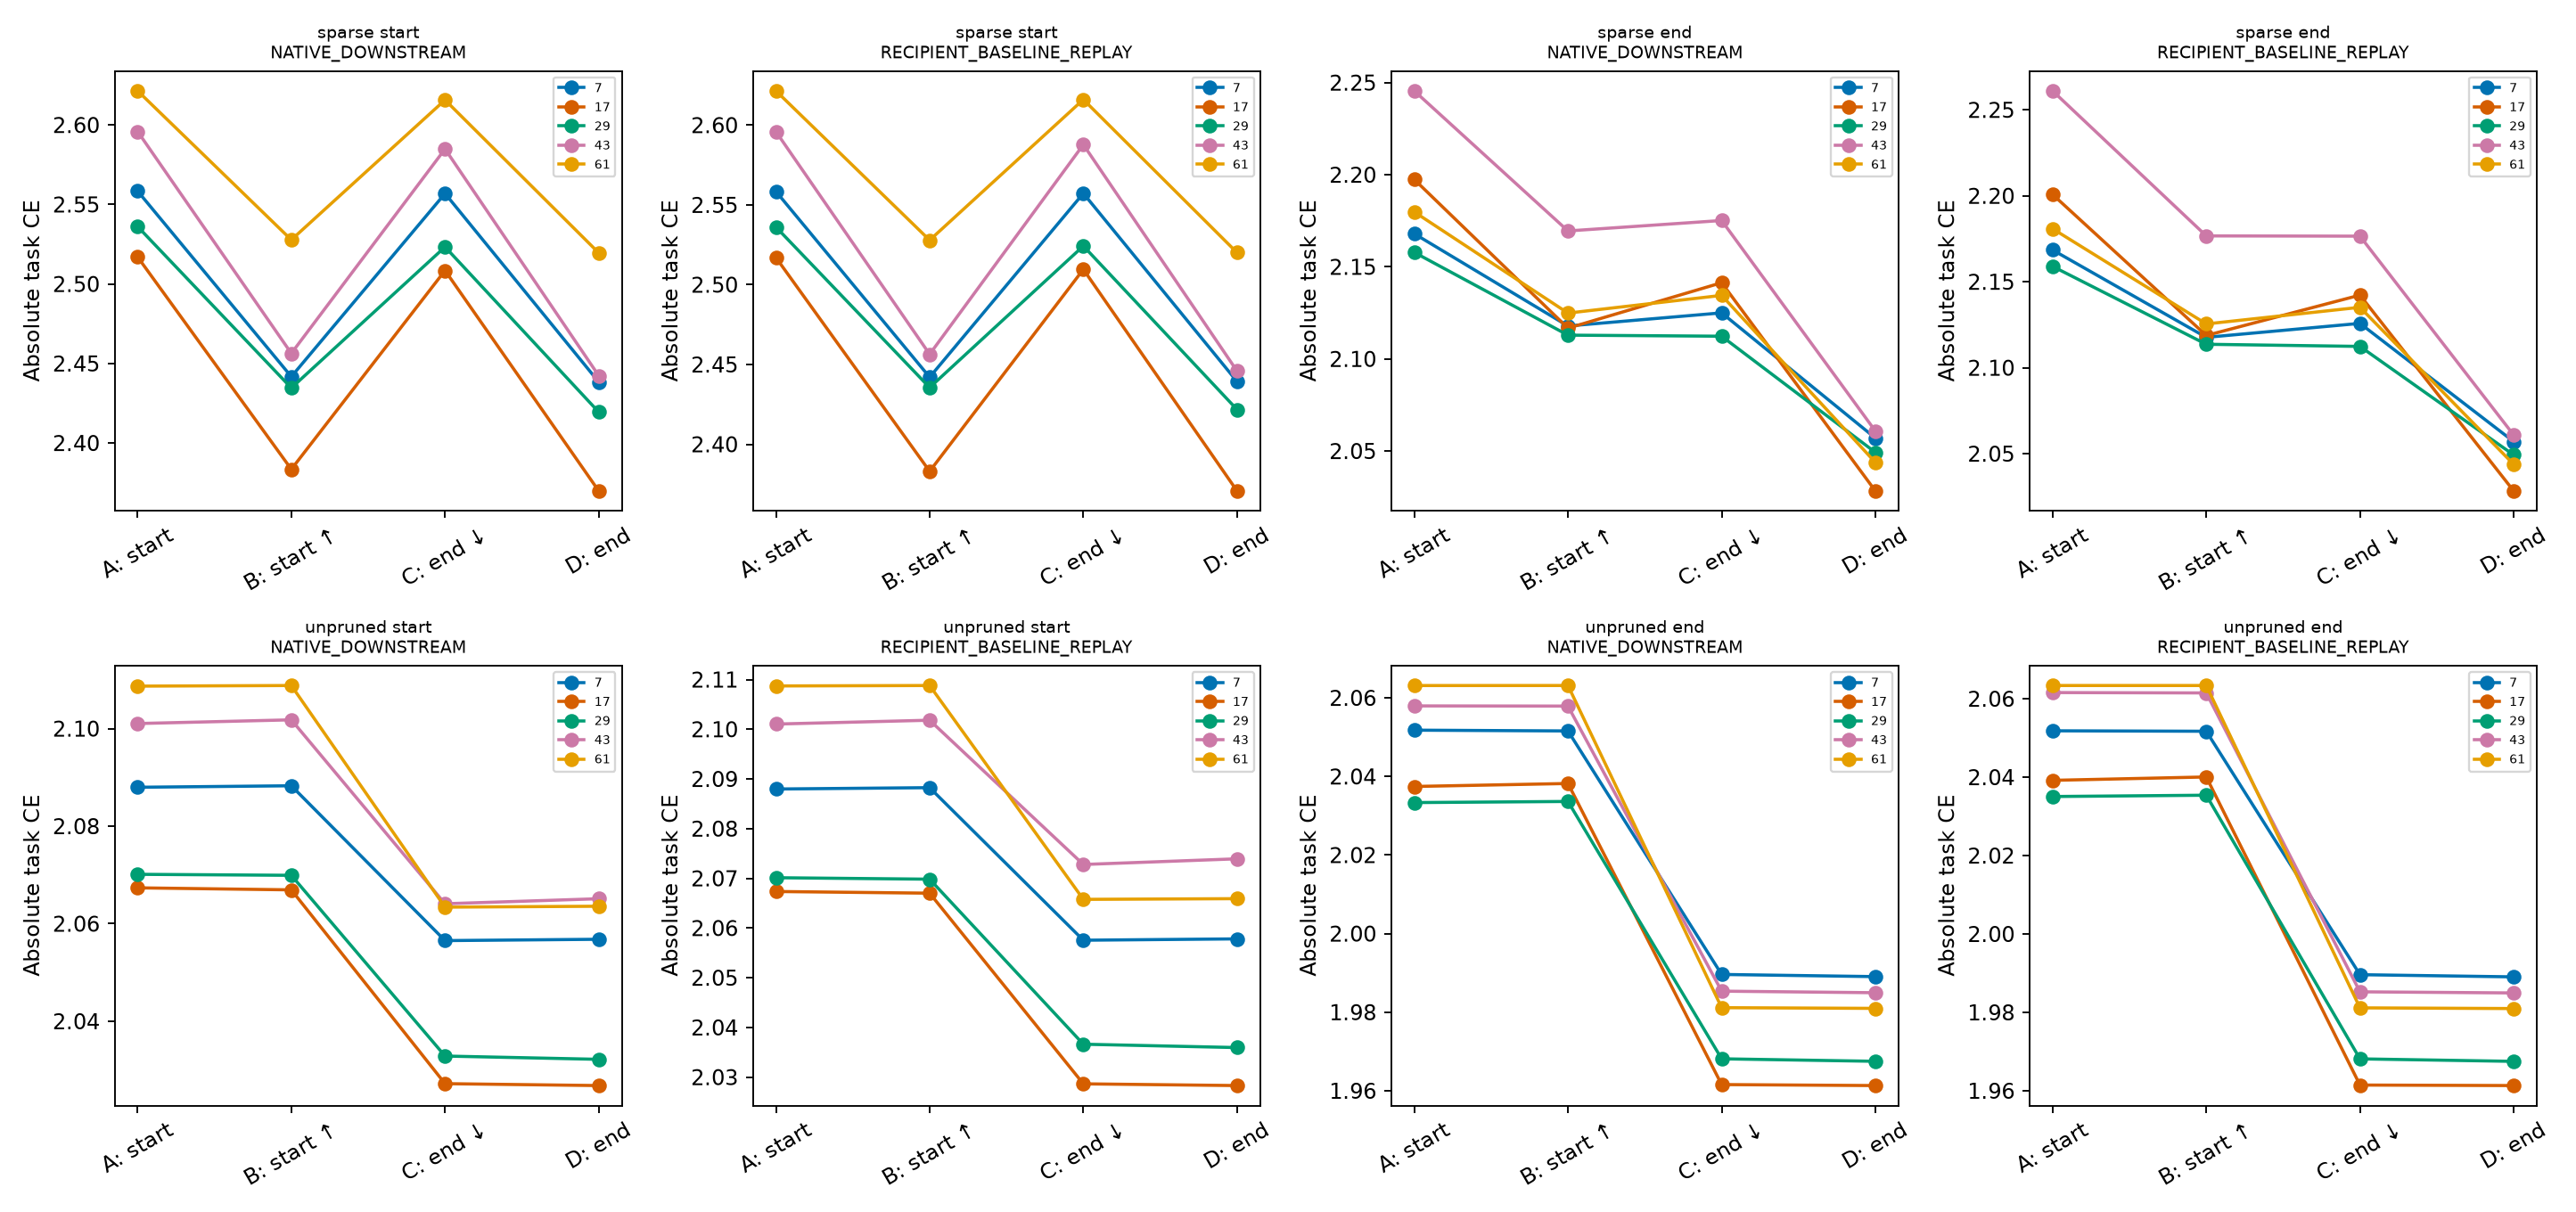 sparse start
NATIVE_DOWNSTREAM
Absolute task CE
2.60
2.55
2.50
2.45
2.40
7
17
29
43
61
A: start
B: start ↑
C: end ↓
D: end
sparse start
RECIPIENT_BASELINE_REPLAY
Absolute task CE
2.60
2.55
2.50
2.45
2.40
7
17
29
43
61
A: start
B: start ↑
C: end ↓
D: end
sparse end
NATIVE_DOWNSTREAM
Absolute task CE
2.25
2.20
2.15
2.10
2.05
7
17
29
43
61
A: start
B: start ↑
C: end ↓
D: end
sparse end
RECIPIENT_BASELINE_REPLAY
Absolute task CE
2.25
2.20
2.15
2.10
2.05
7
17
29
43
61
A: start
B: start ↑
C: end ↓
D: end
unpruned start
NATIVE_DOWNSTREAM
Absolute task CE
2.10
2.08
2.06
2.04
7
17
29
43
61
A: start
B: start ↑
C: end ↓
D: end
unpruned start
RECIPIENT_BASELINE_REPLAY
Absolute task CE
2.11
2.10
2.09
2.08
2.07
2.06
2.05
2.04
2.03
7
17
29
43
61
A: start
B: start ↑
C: end ↓
D: end
unpruned end
NATIVE_DOWNSTREAM
Absolute task CE
2.06
2.04
2.02
2.00
1.98
1.96
7
17
29
43
61
A: start
B: start ↑
C: end ↓
D: end
unpruned end
RECIPIENT_BASELINE_REPLAY
Absolute task CE
2.06
2.04
2.02
2.00
1.98
1.96
7
17
29
43
61
A: start
B: start ↑
C: end ↓
D: end